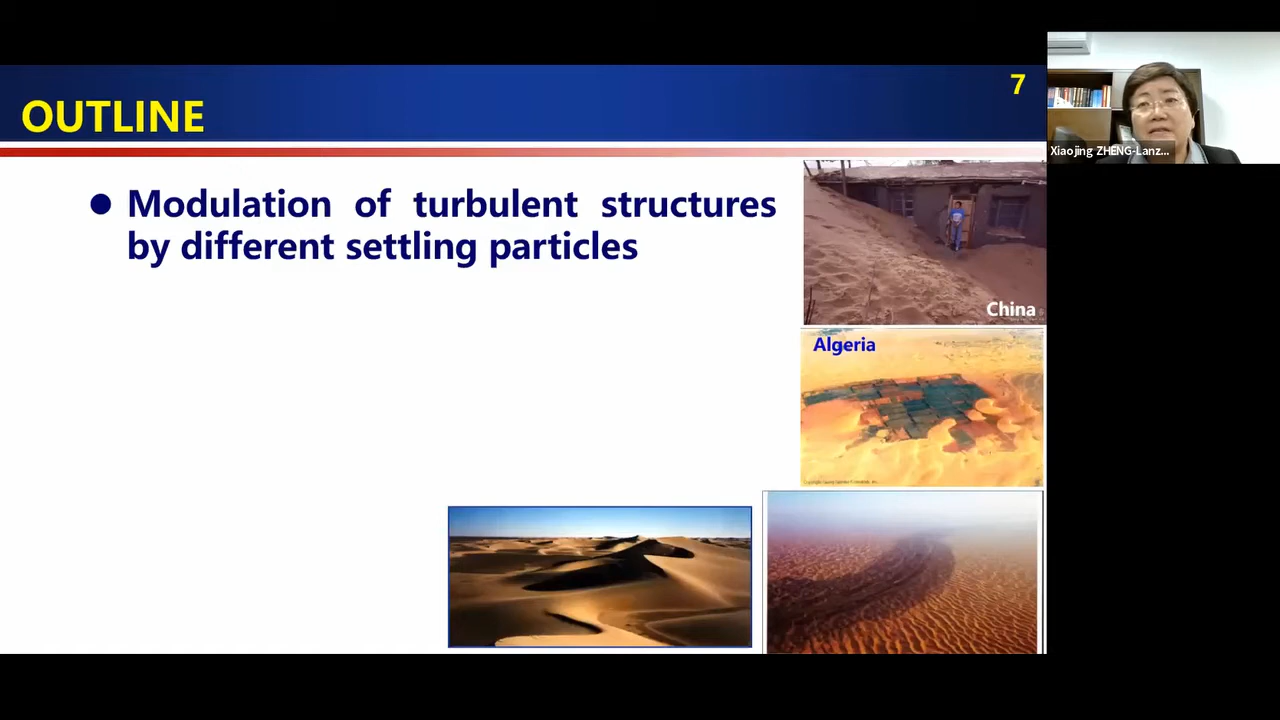 7
OUTLINE
● Modulation of turbulent structures
by different settling particles
China
Algeria
Xiaojing ZHENG-Lanz...